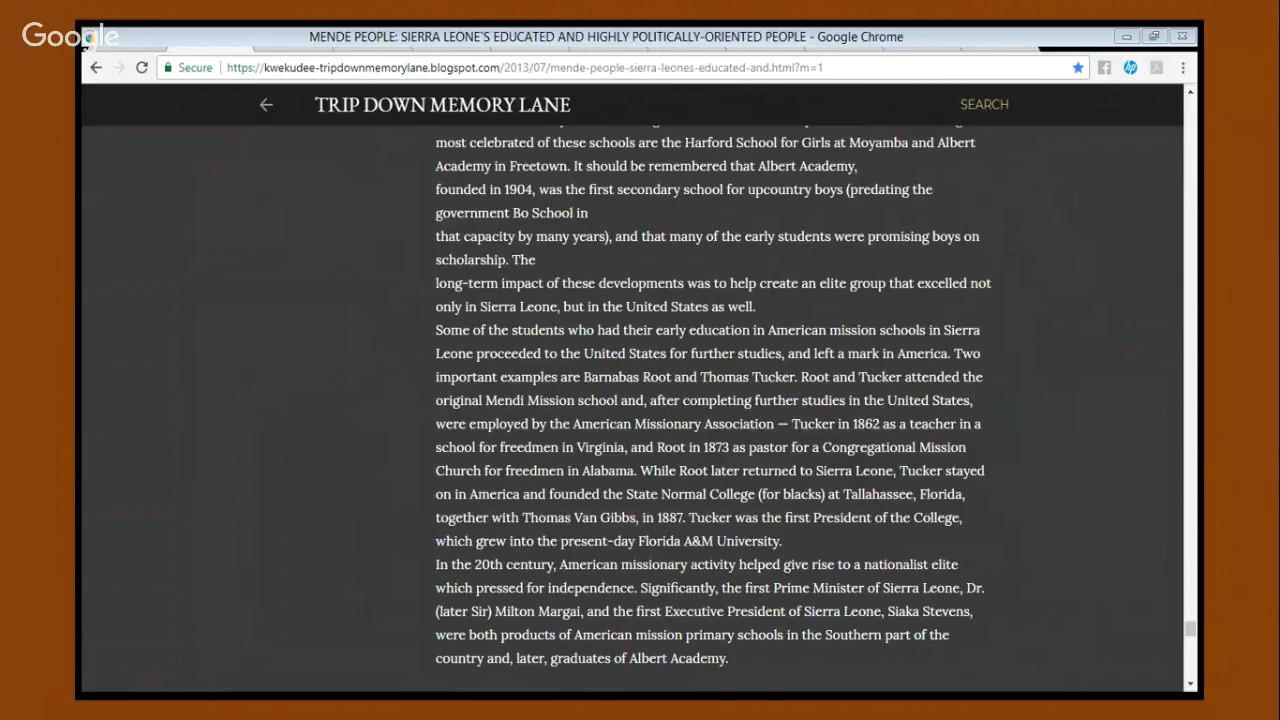 Google
MENDE PEOPLE: SIERRA LEONE'S EDUCATED AND HIGHLY POLITICALLY-ORIENTED PEOPLE - Google Chrome
Secure https://kwekudee-tripdownmemorylane.blogspot.com/2013/07/mende-people-sierra-leones-educated-and.html?m=1
TRIP DOWN MEMORY LANE SEARCH
most celebrated of these schools are the Harford School for Girls at Moyamba and Albert
Academy in Freetown. It should be remembered that Albert Academy,
founded in 1904, was the first secondary school for upcountry boys (predating the
government Bo School in
that capacity by many years), and that many of the early students were promising boys on
scholarship. The
long-term impact of these developments was to help create an elite group that excelled not
only in Sierra Leone, but in the United States as well.
Some of the students who had their early education in American mission schools in Sierra
Leone proceeded to the United States for further studies, and left a mark in America. Two
important examples are Barnabas Root and Thomas Tucker. Root and Tucker attended the
original Mendi Mission school and, after completing further studies in the United States,
were employed by the American Missionary Association — Tucker in 1862 as a teacher in a
school for freedmen in Virginia, and Root in 1873 as pastor for a Congregational Mission
Church for freedmen in Alabama. While Root later returned to Sierra Leone, Tucker stayed
on in America and founded the State Normal College (for blacks) at Tallahassee, Florida,
together with Thomas Van Gibbs, in 1887. Tucker was the first President of the College,
which grew into the present-day Florida A&M University.
In the 20th century, American missionary activity helped give rise to a nationalist elite
which pressed for independence. Significantly, the first Prime Minister of Sierra Leone, Dr.
(later Sir) Milton Margai, and the first Executive President of Sierra Leone, Siaka Stevens,
were both products of American mission primary schools in the Southern part of the
country and, later, graduates of Albert Academy.